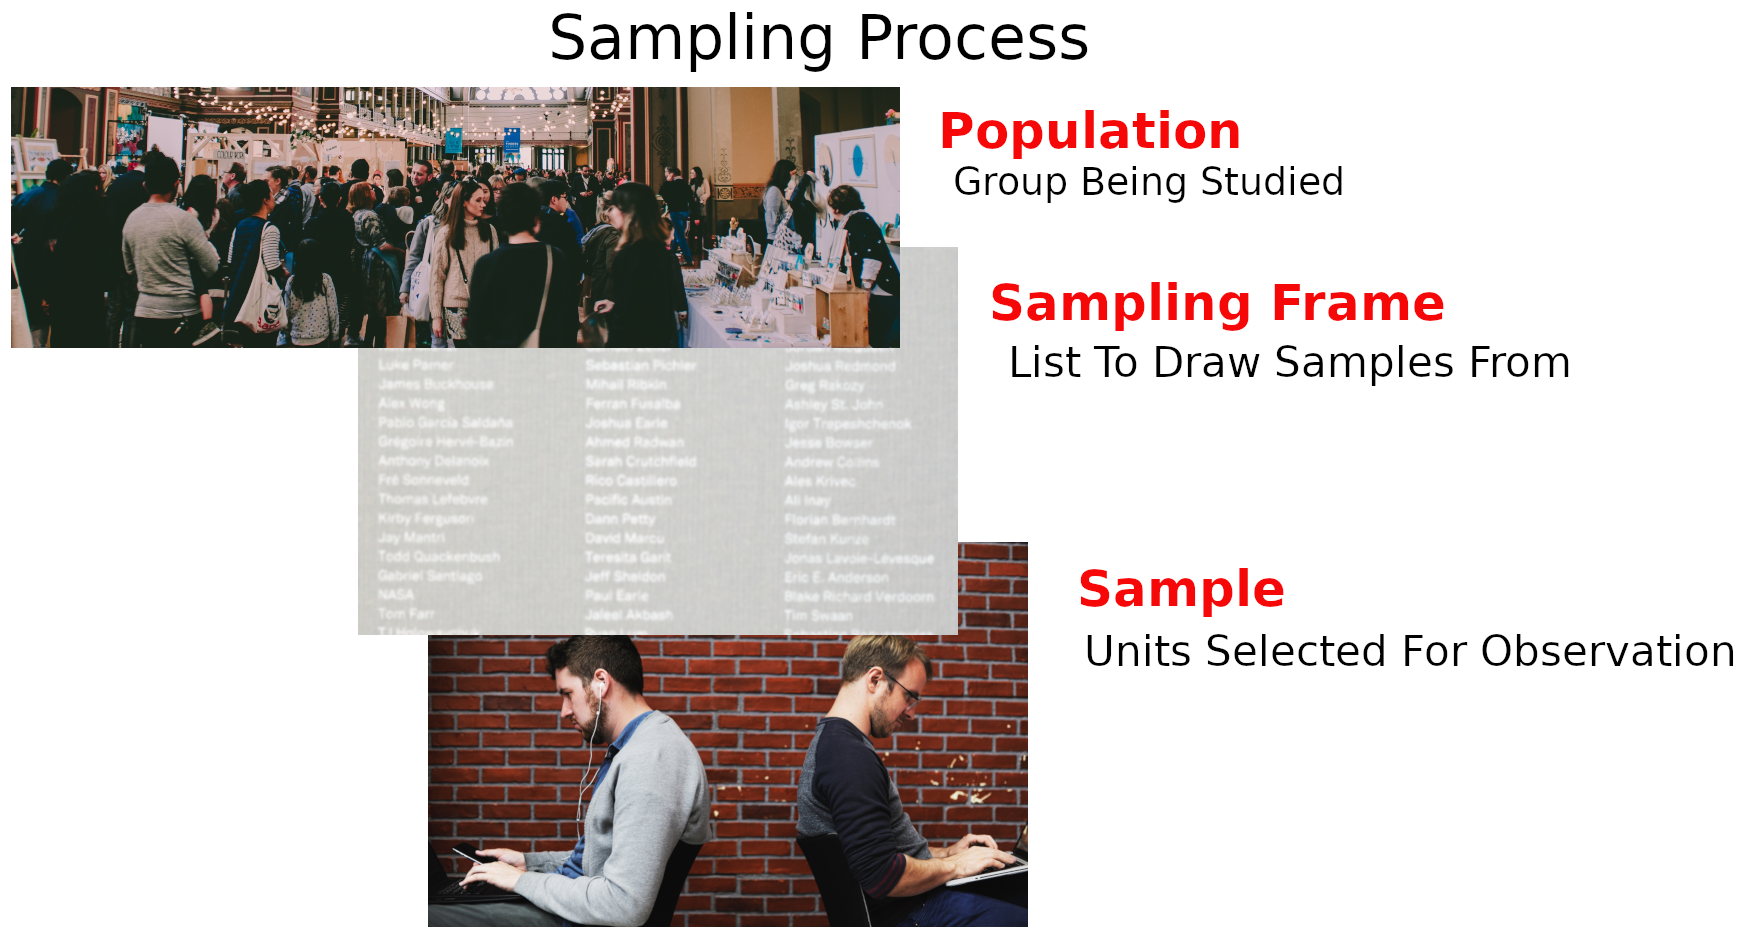 Sampling Process
Population
Group Being Studied
Sampling Frame
List To Draw Samples From
Luke Parner
Sebastian Pichler
Joshua Redmond
James Buckhouse
Mihail Ribkin
Greg Rakozy
Alex Wong
Ferran Fusalba
Ashley St. John
Pablo Garcia Saldaña
Joshua Earle
Igor Trepeshchenok
Grégoire Hervé-Bazin
Ahmed Radwan
Jesse Bowser
Anthony Delanoix
Sarah Crutchfield
Andrew
Fré Sonneveld
Rico Castillero
Ales Krivec
Thomas Lefebvre
Pacific Austin
Ali Inay
Kirby Ferguson
Dann Petty
Florian Bernhardt
Jay Mantri
David Marcu
Stefan Kunze
Todd Quackenbush
Teresita Garit
Jonas Lavoie-Lévesque
Gabriel Santiago
Jeff Sheldon
Eric E. Anderson
NASA
Paul Earle
Blake Richard Verdoorn
Tom Farr
Jaleel Akbash
Tim Swaan
Sample
Units Selected For Observation